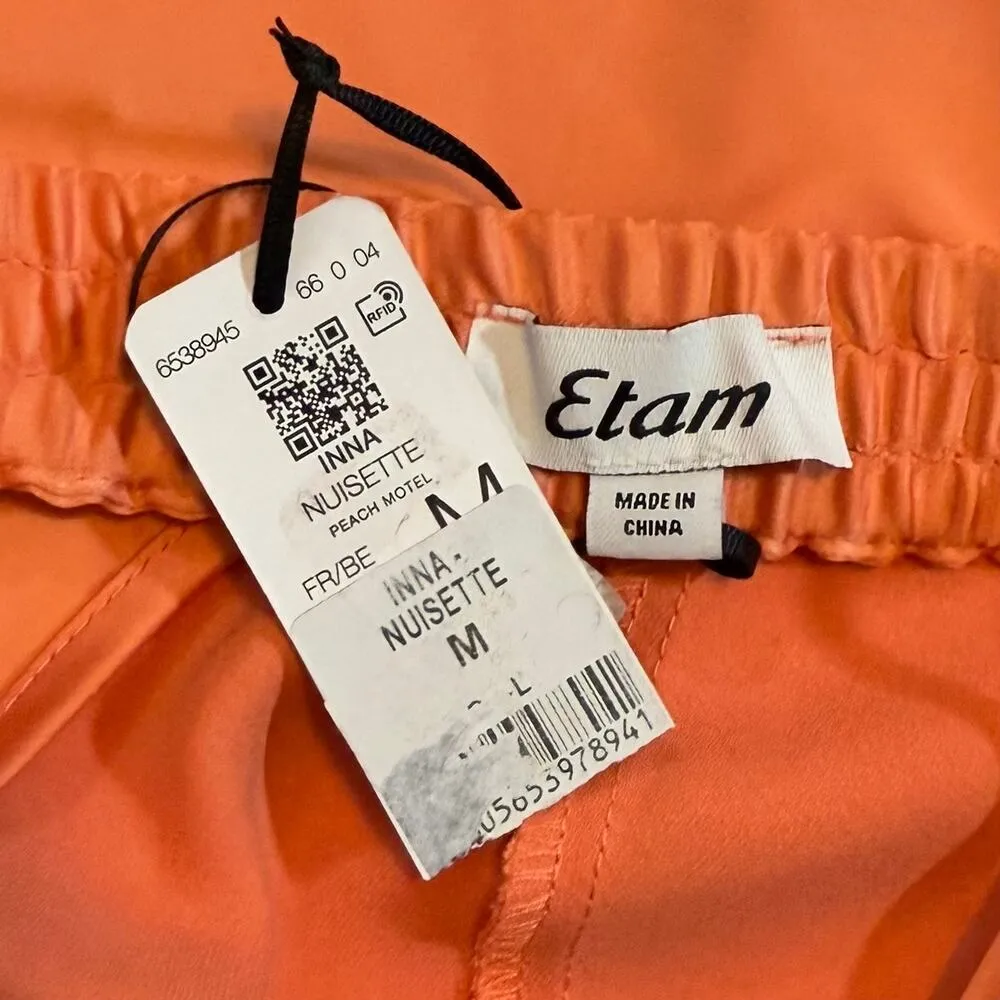 6538945 66 0 04
RFID
INNA
NUISETTE
PEACH MOTEL
FR/BE M
INNA -
NUISETTE
M
L
Etam
MADE IN
CHINA